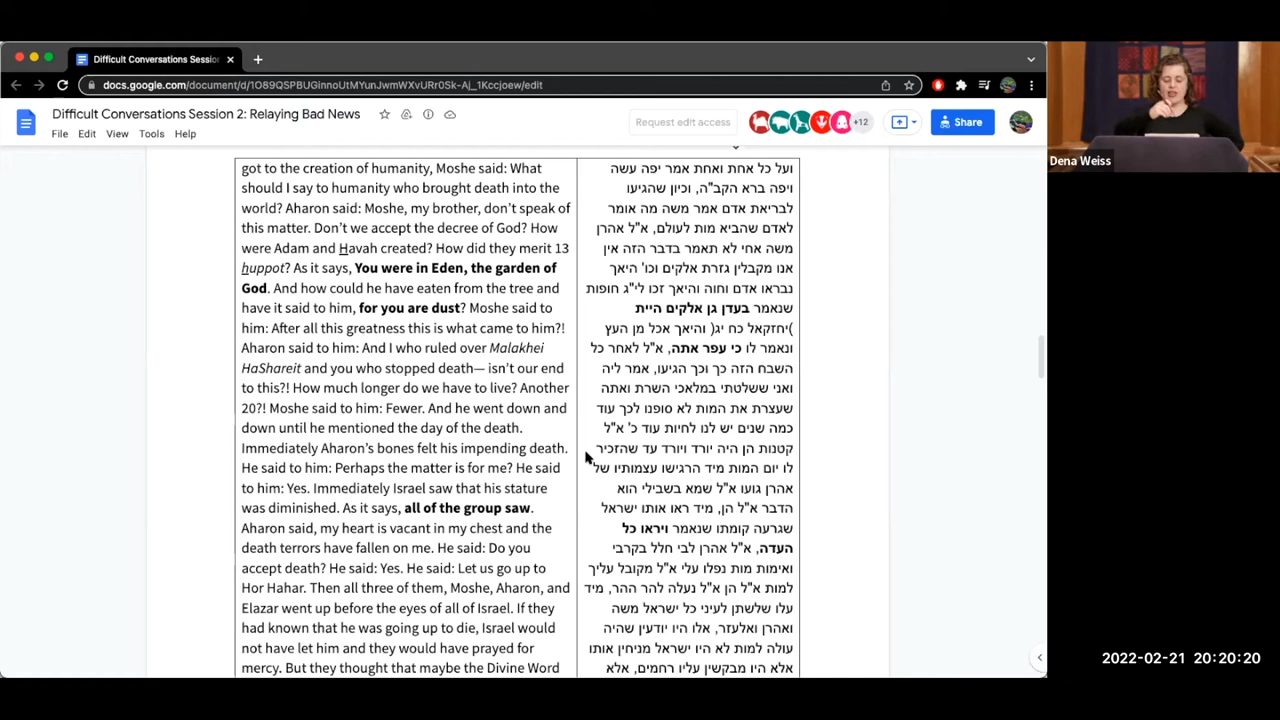 Difficult Conversations Session
docs.google.com/document/d/1O89QSPBUGinnoUtMYunJwmWXvURr0Sk-Aj_1Kccjoew/edit
Difficult Conversations Session 2: Relaying Bad News
File Edit View Tools Help
Request edit access
+12
Share
Dena Weiss
got to the creation of humanity, Moshe said: What
should I say to humanity who brought death into the
world? Aharon said: Moshe, my brother, don't speak of
this matter. Don't we accept the decree of God? How
were Adam and Havah created? How did they merit 13
huppot? As it says, You were in Eden, the garden of
God. And how could he have eaten from the tree and
have it said to him, for you are dust? Moshe said to
him: After all this greatness this is what came to him?!
Aharon said to him: And I who ruled over Malakhei
HaShareit and you who stopped death— isn't our end
to this?! How much longer do we have to live? Another
20?! Moshe said to him: Fewer. And he went down and
down until he mentioned the day of the death.
Immediately Aharon's bones felt his impending death.
He said to him: Perhaps the matter is for me? He said
to him: Yes. Immediately Israel saw that his stature
was diminished. As it says, all of the group saw.
Aharon said, my heart is vacant in my chest and the
death terrors have fallen on me. He said: Do you
accept death? He said: Yes. He said: Let us go up to
Hor Hahar. Then all three of them, Moshe, Aharon, and
Elazar went up before the eyes of all of Israel. If they
had known that he was going up to die, Israel would
not have let him and they would have prayed for
mercy. But they thought that maybe the Divine Word
ועל כל אחת ואחת אמר יפה עשה
ויפה ברא הקב"ה, וכיון שהגיעו
לבריאת אדם אמר משה מה אומר
לאדם שהביא מות לעולם, א"ל אהרן
משה אחי לא תאמר בדבר הזה אין
אנו מקבלין גזרת אלקים וכו' היאך
נבראו אדם וחוה והיאך זכו לי"ג חופות
שנאמר בעדן גן אלקים היית
)יחזקאל כח יג( והיאך אכל מן העץ
ונאמר לו כי עפר אתה, א"ל לאחר כל
השבח הזה כך וכך הגיעו, אמר ליה
ואני ששלטתי במלאכי השרת ואתה
שעצרת את המות לא סופנו לכך עוד
כמה שנים יש לנו לחיות עוד כ' א"ל
קטנות הן היה יורד ויורד עד שהזכיר
לו יום המות מיד הרגישו עצמותיו של
אהרן גועו א"ל שמא בשבילי הוא
הדבר א"ל הן, מיד ראו אותו ישראל
שגרעה קומתו שנאמר ויראו כל
העדה, א"ל אהרן לבי חלל בקרבי
ואימות מות נפלו עלי א"ל מקובל עליך
למות א"ל הן א"ל נעלה להר ההר, מיד
עלו שלשתן לעיני כל ישראל משה
ואהרן ואלעזר, אלו היו יודעין שהיה
עולה למות לא היו ישראל מניחין אותו
אלא היו מבקשין עליו רחמים, אלא
2022-02-21 20:20:20